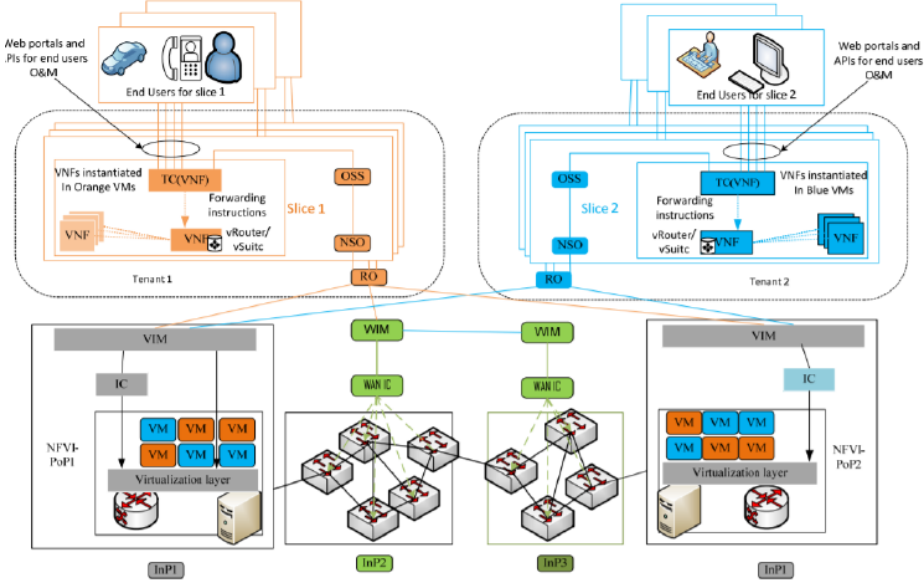 Web portals and
APIs for end users
O&M
End Users for slice 1
End Users for slice 2
Web portals and
APIs for end users
O&M
VNFs instantiated
In Orange VMs
TC(VNF)
OSS
Forwarding
instructions
Slice 1
VNF
VNF
vRouter/
vSuitc
NSO
Tenant 1
RO
OSS
TC(VNF)
VNFs instantiated
In Blue VMs
Slice 2
Forwarding
instructions
vRouter/
vSuitc
VNF
VNF
NSO
RO
Tenant 2
VIM
WIM
WIM
VIM
IC
WAN IC
WAN IC
IC
NFVI-
PoP1
VM VM VM
VM VM VM
Virtualization layer
VM VM VM
VM VM VM
Virtualization layer
NFVI-
PoP2
InP1
InP2
InP3
InP1